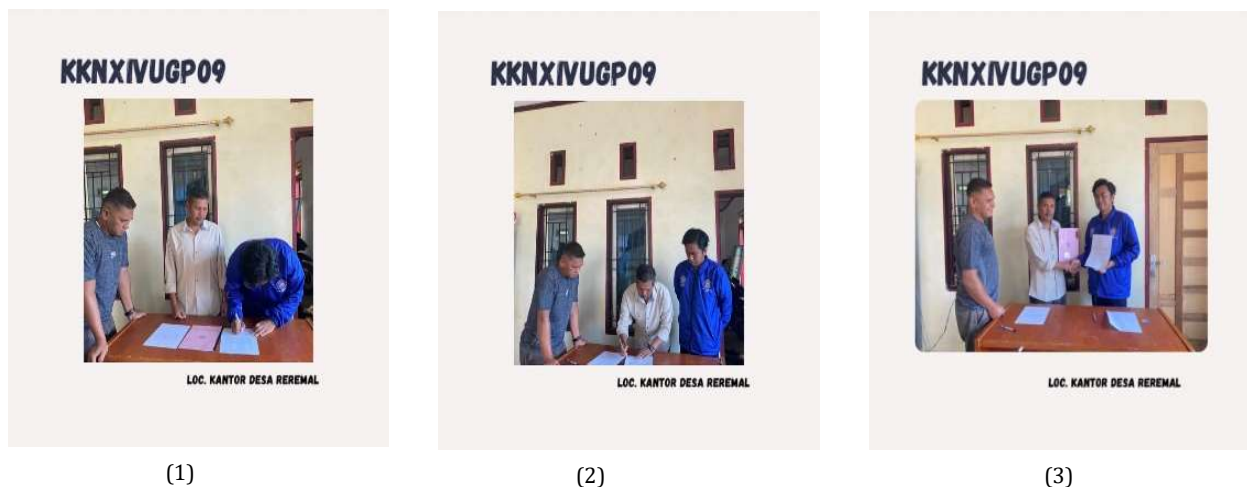 KKNXIVUGP09
LOC. KANTOR DESA REREMAL
(1)
KKNXIVUGP09
LOC. KANTOR DESA REREMAL
(2)
KKNXIVUGP09
LOC. KANTOR DESA REREMAL
(3)